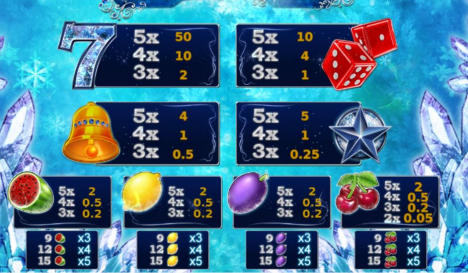 5x 50
4x 10
3x 2
5x 10
4x 4
3x 1
5x 4
4x 1
3x 0.5
5x 5
4x 1
3x 0.25
5x 2
4x 0.5
3x 0.2
5x 2
4x 0.5
3x 0.2
5x 2
4x 0.5
3x 0.2
5x 2
4x 0.5
3x 0.2
2x 0.05
9 x3
12 x4
15 x5
9 x3
12 x4
15 x5
9 x3
12 x4
15 x5
9 x3
12 x4
15 x5